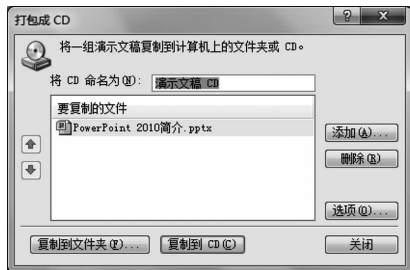 打包成 CD
将一组演示文稿复制到计算机上的文件夹或 CD。
将 CD 命名为(N): 演示文稿 CD
要复制的文件
PowerPoint 2010简介.pptx
添加(A)...
删除(R)
选项(O)...
复制到文件夹(F)... 复制到 CD(C) 关闭